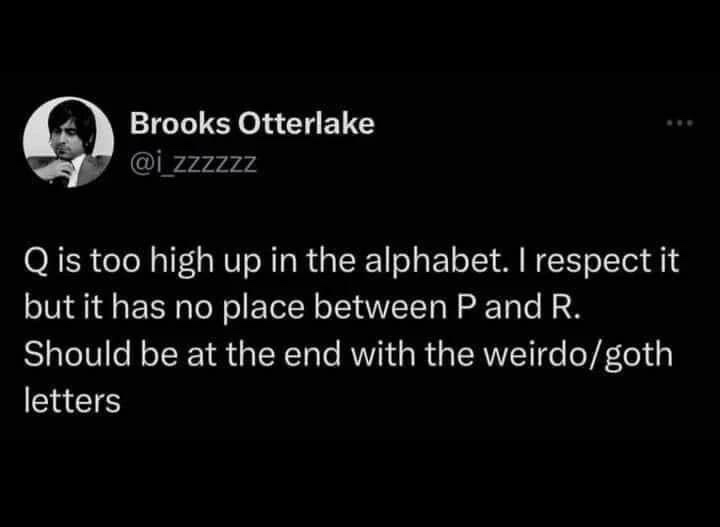 Brooks Otterlake
@i_zzzzzz
Q is too high up in the alphabet. I respect it
but it has no place between P and R.
Should be at the end with the weirdo/goth
letters